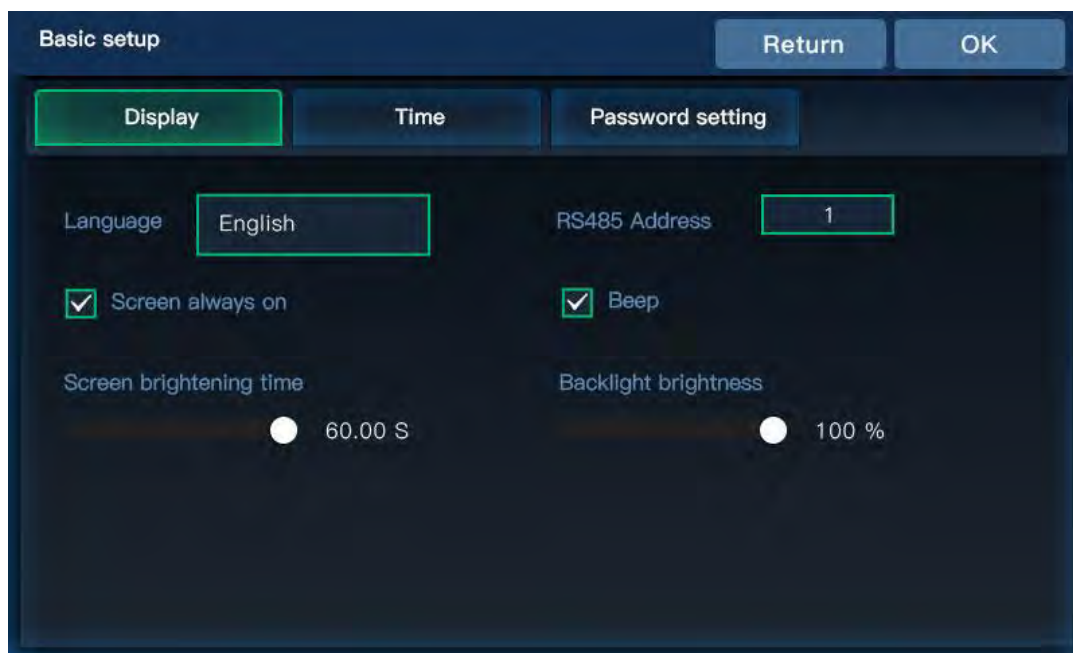 Basic setup
Return
OK
Display
Time
Password setting
Language
English
RS485 Address
1
Screen always on
Beep
Screen brightening time
Backlight brightness
60.00 S
100 %